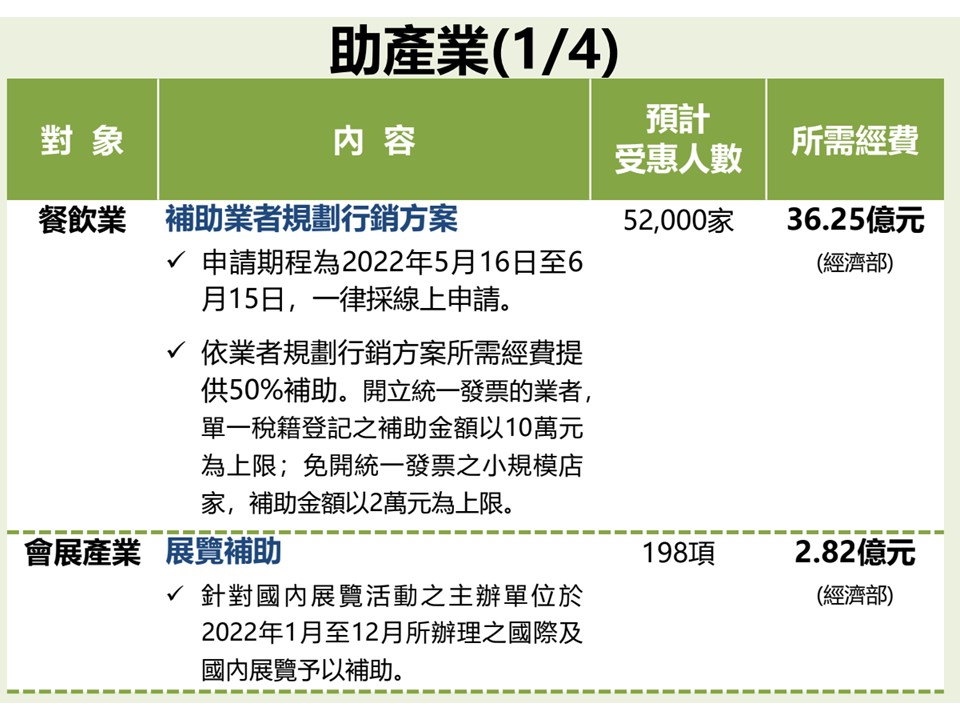 助產業(1/4)
對 象
內 容
預計
受惠人數
所需經費
餐飲業
補助業者規劃行銷方案
✓ 申請期程為2022年5月16日至6
月15日，一律採線上申請。
✓ 依業者規劃行銷方案所需經費提
供50%補助。開立統一發票的業者，
單一稅籍登記之補助金額以10萬元
為上限；免開統一發票之小規模店
家，補助金額以2萬元為上限。
52,000家
36.25億元
(經濟部)
會展產業
展覽補助
✓ 針對國內展覽活動之主辦單位於
2022年1月至12月所辦理之國際及
國內展覽予以補助。
198項
2.82億元
(經濟部)